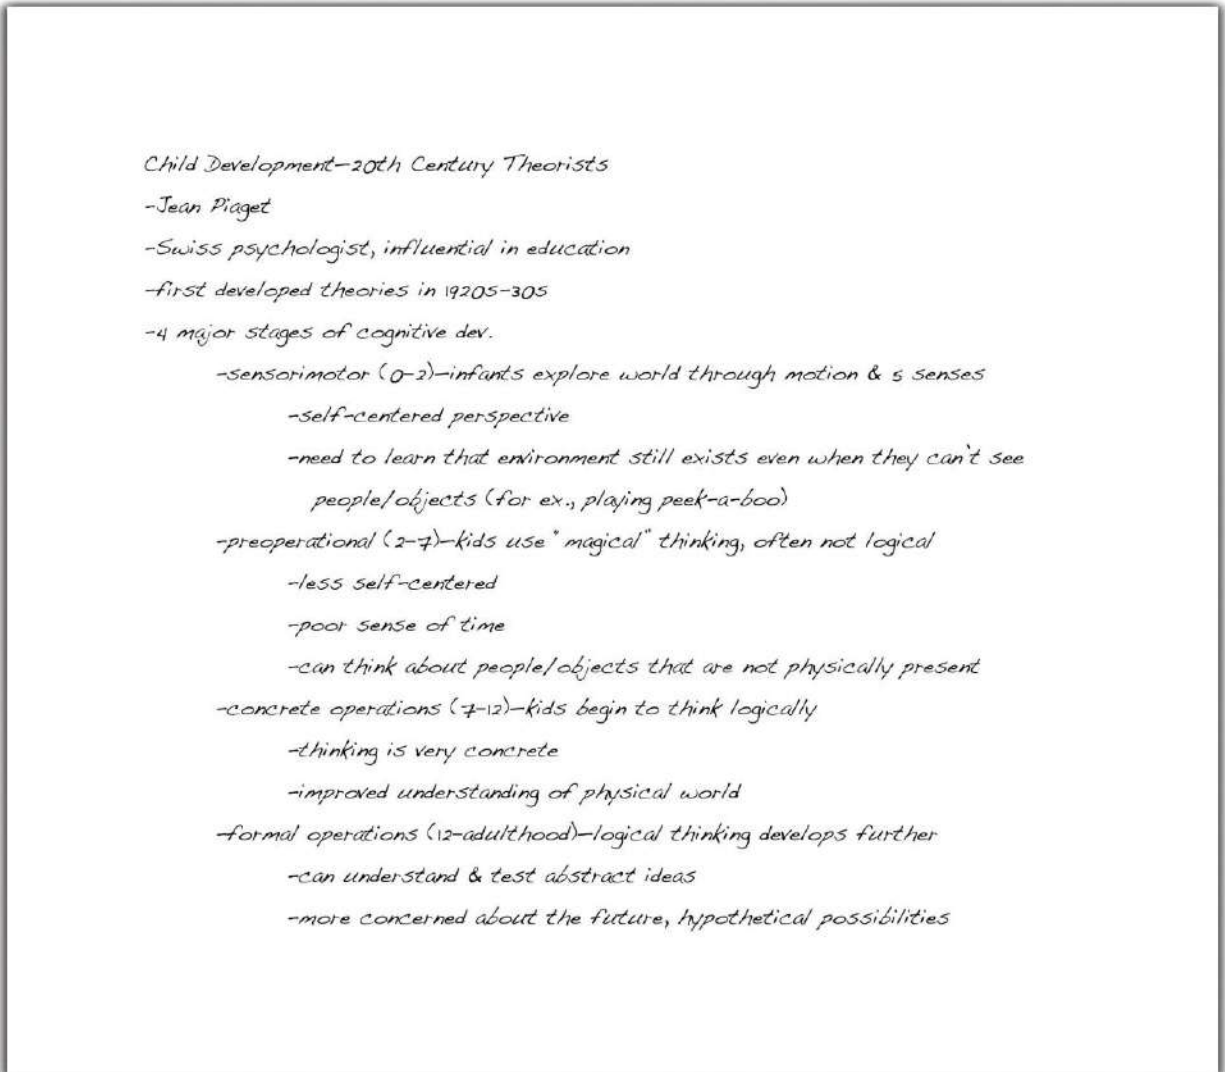 Child Development—20th Century Theorists
-Jean Piaget
-Swiss psychologist, influential in education
-first developed theories in 1920s-30s
-4 major stages of cognitive dev.
-sensorimotor (0-2)—infants explore world through motion & 5 senses
-self-centered perspective
-need to learn that environment still exists even when they can't see
people/objects (for ex., playing peek-a-boo)
-preoperational (2-7)—kids use "magical" thinking, often not logical
-less self-centered
-poor sense of time
-can think about people/objects that are not physically present
-concrete operations (7-12)—kids begin to think logically
-thinking is very concrete
-improved understanding of physical world
-formal operations (12-adulthood)—logical thinking develops further
-can understand & test abstract ideas
-more concerned about the future, hypothetical possibilities